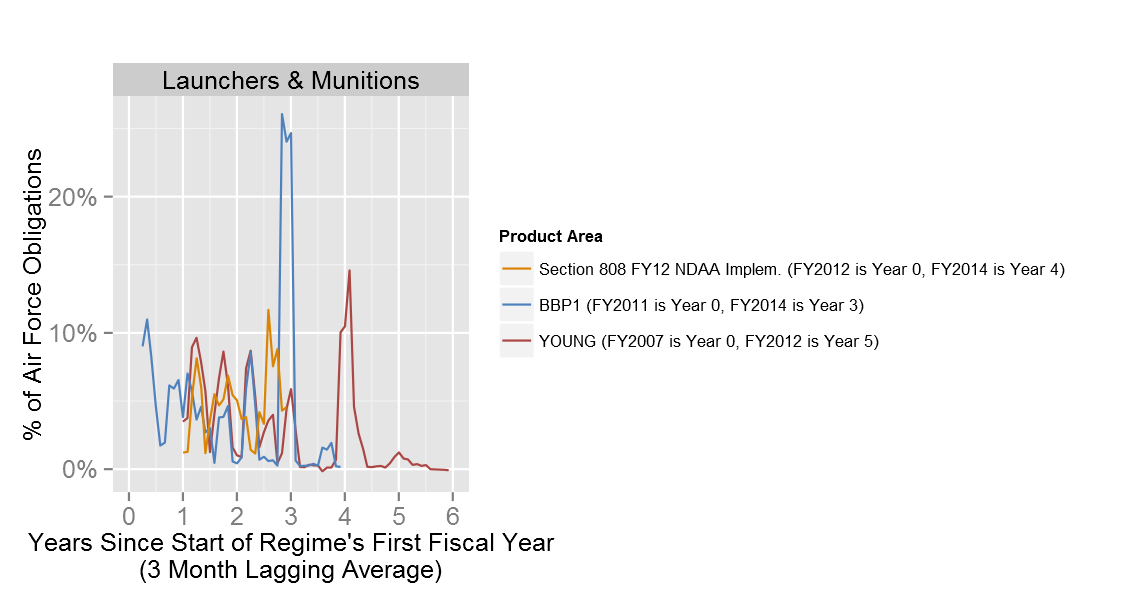 Launchers & Munitions
% of Air Force Obligations
20%
10%
0%
0 1 2 3 4 5 6
Years Since Start of Regime's First Fiscal Year
(3 Month Lagging Average)
Product Area
Section 808 FY12 NDAA Implem. (FY2012 is Year 0, FY2014 is Year 4)
BBP1 (FY2011 is Year 0, FY2014 is Year 3)
YOUNG (FY2007 is Year 0, FY2012 is Year 5)